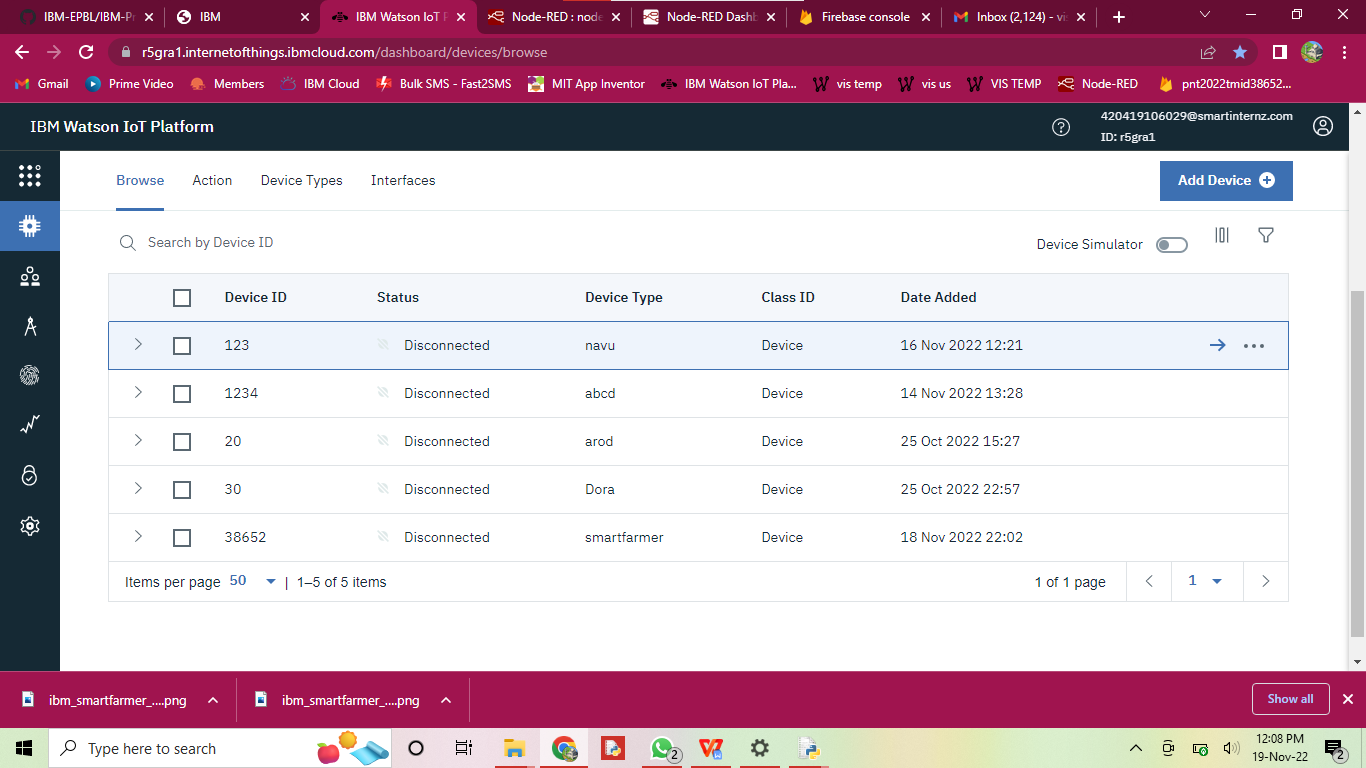 IBM-EPBL/IBM-Pr
IBM
IBM Watson IoT P
Node-RED : node
Node-RED Dash
Firebase console
Inbox (2,124) - vis
r5gra1.internetofthings.ibmcloud.com/dashboard/devices/browse
Gmail Prime Video Members IBM Cloud Bulk SMS - Fast2SMS MIT App Inventor IBM Watson IoT Pla... vis temp vis us VIS TEMP Node-RED pnt2022tmid38652...
IBM Watson IoT Platform
420419106029@smartinternz.com
ID: r5gra1
Browse Action Device Types Interfaces
Add Device
Search by Device ID
Device Simulator
Device ID Status Device Type Class ID Date Added
123 Disconnected navu Device 16 Nov 2022 12:21
1234 Disconnected abcd Device 14 Nov 2022 13:28
20 Disconnected arod Device 25 Oct 2022 15:27
30 Disconnected Dora Device 25 Oct 2022 22:57
38652 Disconnected smartfarmer Device 18 Nov 2022 22:02
Items per page 50 | 1–5 of 5 items 1 of 1 page 1
ibm_smartfarmer_....png
ibm_smartfarmer_....png
Show all
Type here to search
2
12:08 PM
19-Nov-22
2